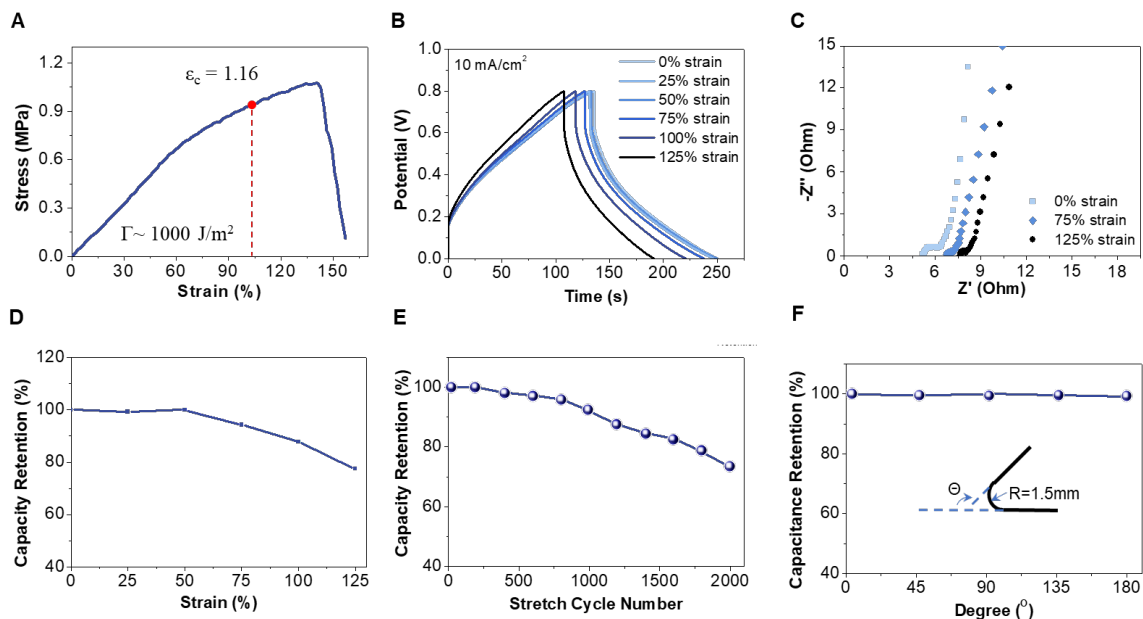 A
Stress (MPa)
1.2
0.9
0.6
0.3
0.0
εc = 1.16
Γ~ 1000 J/m²
0 30 60 90 120 150
Strain (%)
B
Potential (V)
1.0
0.8
0.6
0.4
0.2
0.0
10 mA/cm²
0% strain
25% strain
50% strain
75% strain
100% strain
125% strain
0 50 100 150 200 250 300
Time (s)
C
-Z'' (Ohm)
15
12
9
6
3
0
0% strain
75% strain
125% strain
0 3 6 9 12 15 18
Z' (Ohm)
D
Capacity Retention (%)
120
100
80
60
40
0 25 50 75 100 125
Strain (%)
E
Capacity Retention (%)
120
100
80
60
40
0 500 1000 1500 2000
Stretch Cycle Number
F
Capacitance Retention (%)
100
80
60
40
Θ
R=1.5mm
0 45 90 135 180
Degree (°)